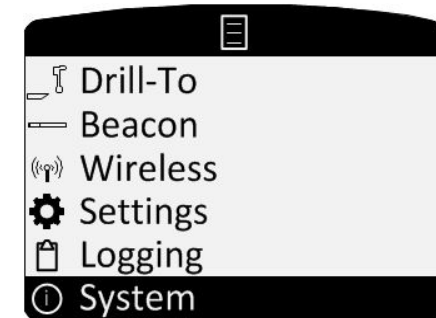 Drill-To
Beacon
Wireless
Settings
Logging
System